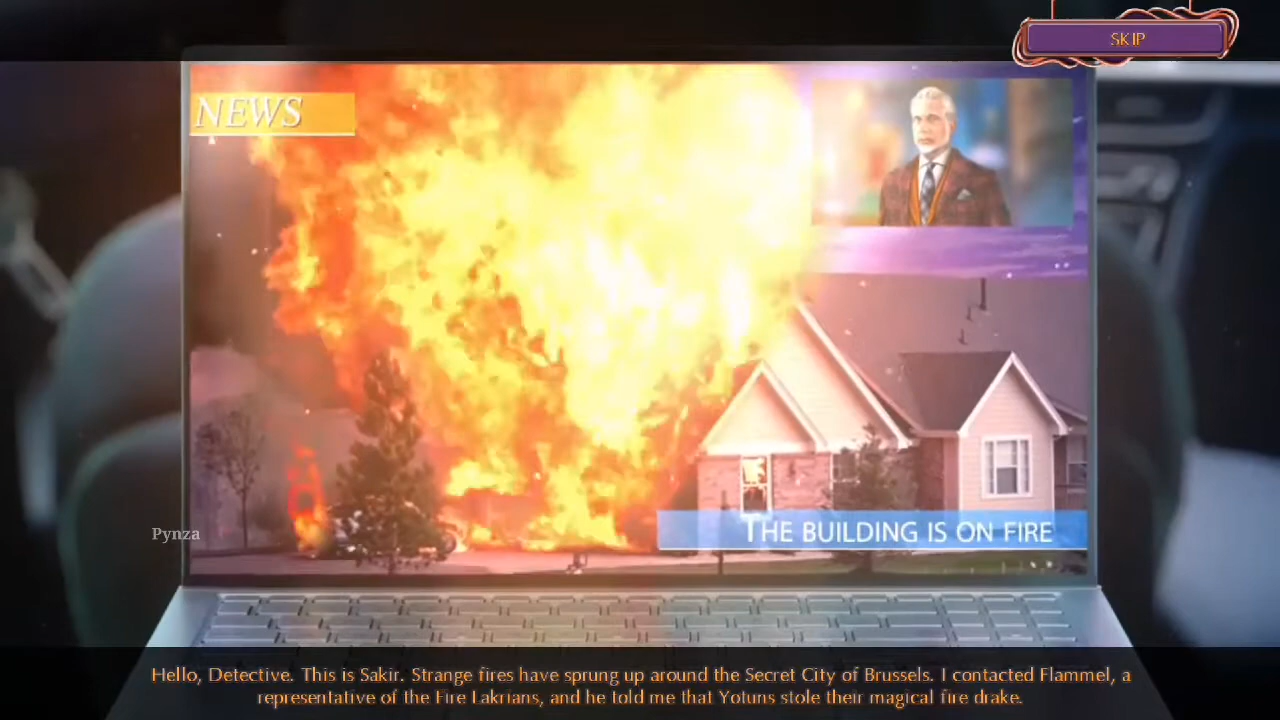 SKIP
NEWS
THE BUILDING IS ON FIRE
Pynza
Hello, Detective. This is Sakir. Strange fires have sprung up around the Secret City of Brussels. I contacted Flammel, a
representative of the Fire Lakrians, and he told me that Yotuns stole their magical fire drake.